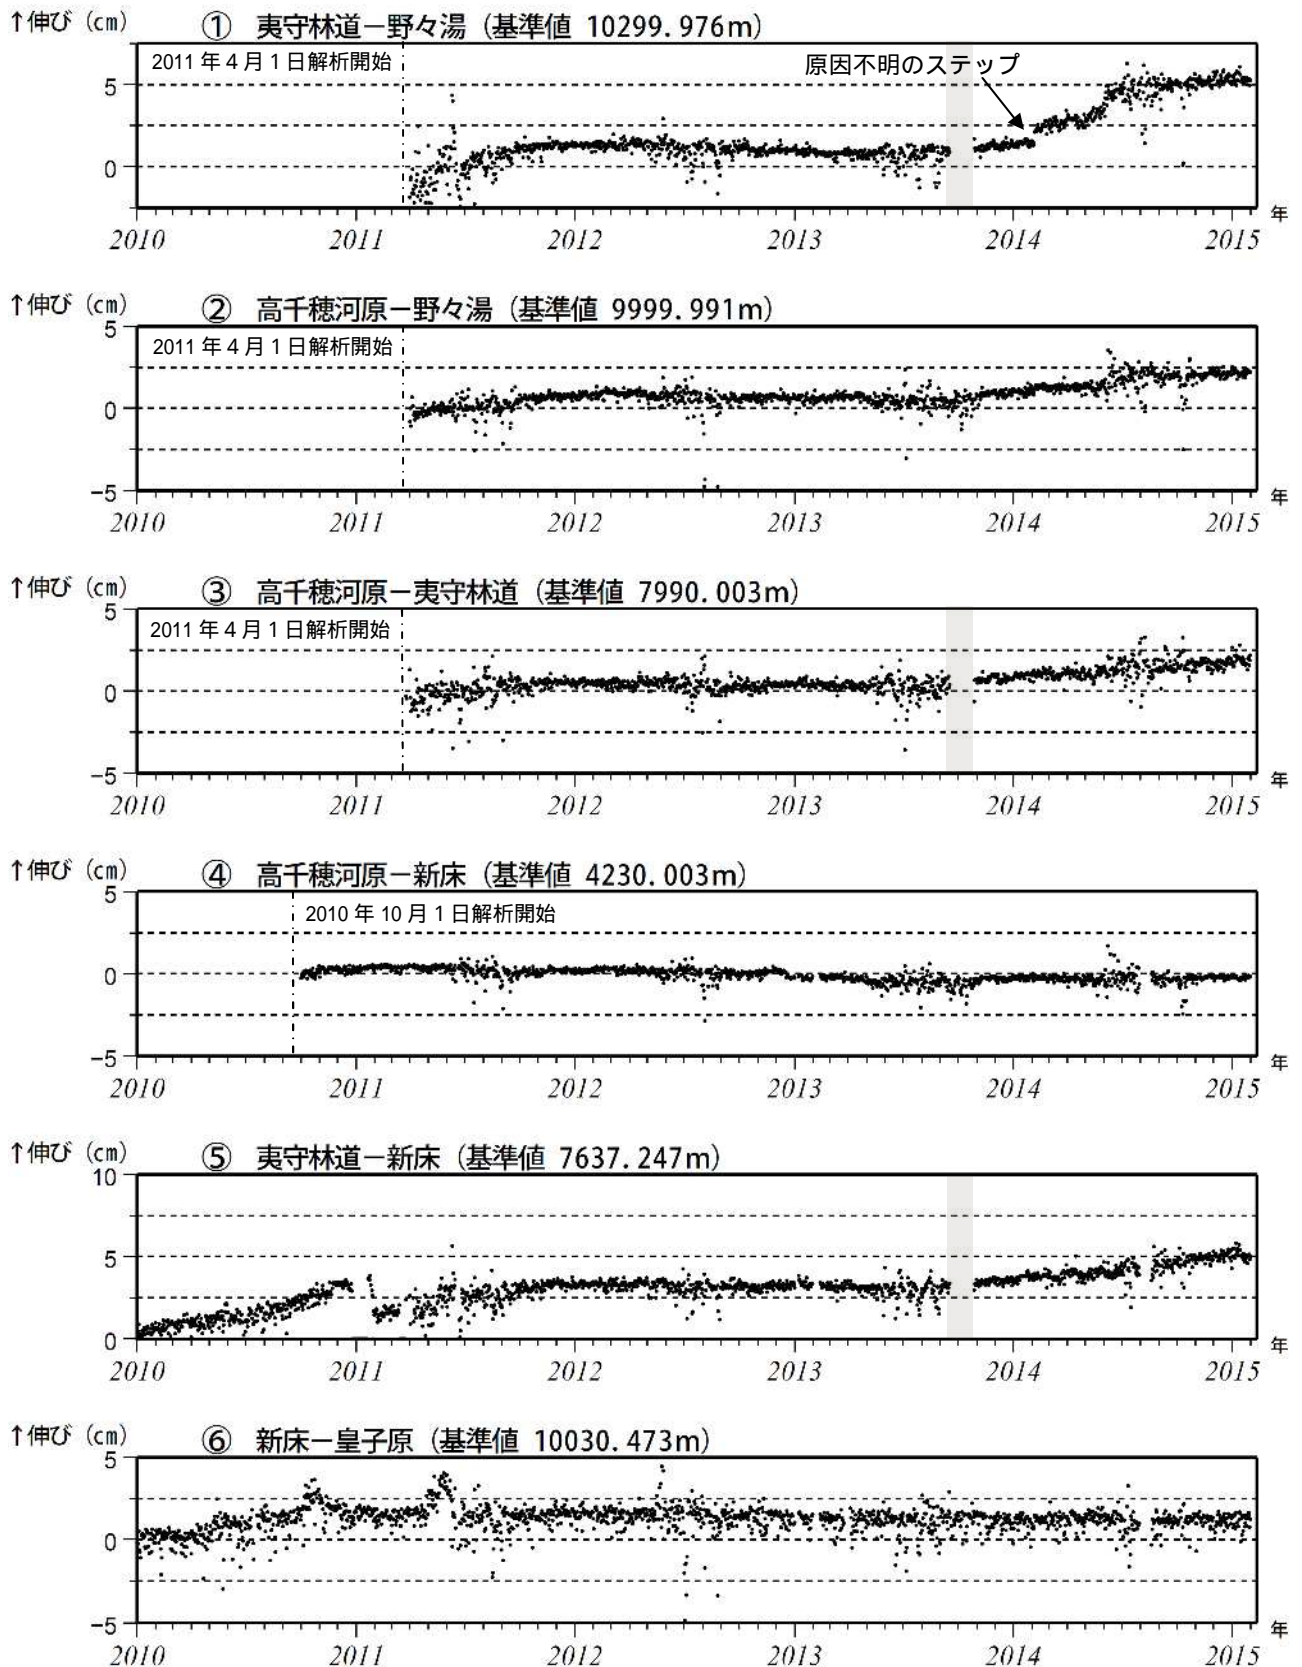 ↑伸び (cm) ① 夷守林道－野々湯 (基準値 10299.976m)
2011年4月1日解析開始
原因不明のステップ
5
0
年
2010 2011 2012 2013 2014 2015
↑伸び (cm) ② 高千穂河原－野々湯 (基準値 9999.991m)
5
2011年4月1日解析開始
0
-5
年
2010 2011 2012 2013 2014 2015
↑伸び (cm) ③ 高千穂河原－夷守林道 (基準値 7990.003m)
5
2011年4月1日解析開始
0
-5
年
2010 2011 2012 2013 2014 2015
↑伸び (cm) ④ 高千穂河原－新床 (基準値 4230.003m)
5
2010年10月1日解析開始
0
-5
年
2010 2011 2012 2013 2014 2015
↑伸び (cm) ⑤ 夷守林道－新床 (基準値 7637.247m)
10
5
0
年
2010 2011 2012 2013 2014 2015
↑伸び (cm) ⑥ 新床－皇子原 (基準値 10030.473m)
5
0
-5
年
2010 2011 2012 2013 2014 2015